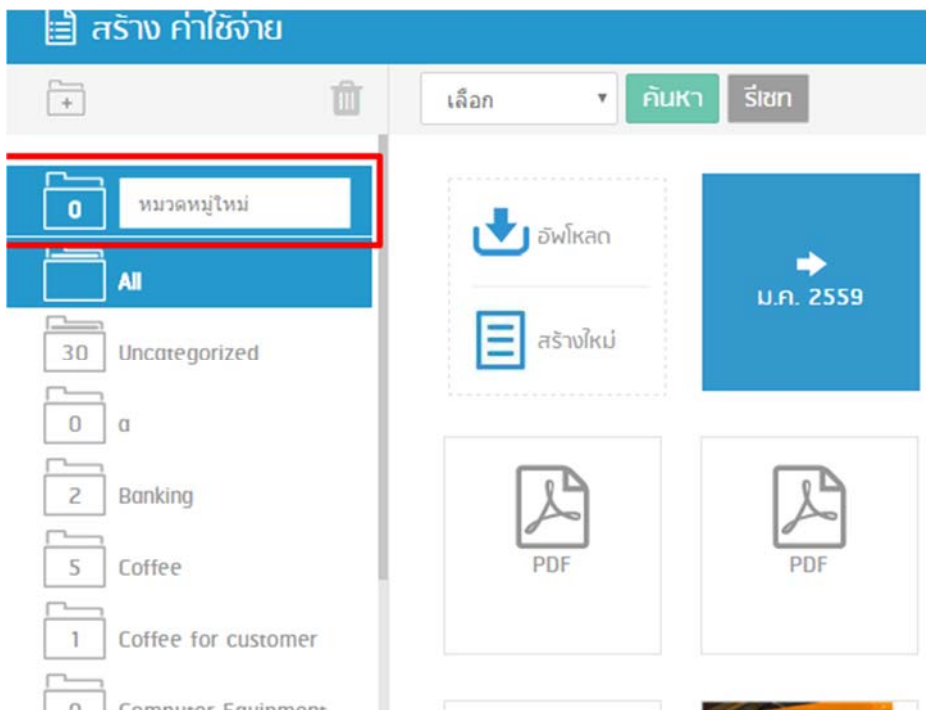 สร้าง ค่าใช้จ่าย
เลือก ค้นหา รีเซท
0 หมวดหมู่ใหม่
All
30 Uncategorized
0 a
2 Banking
5 Coffee
1 Coffee for customer
Computer Equipment
อัพโหลด
สร้างใหม่
ม.ค. 2559
PDF
PDF